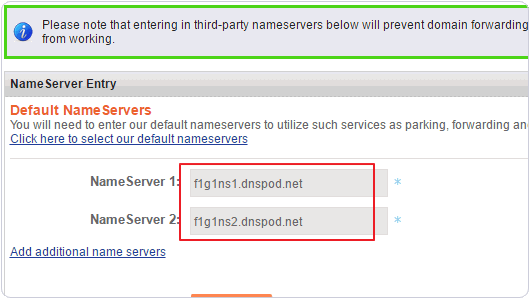 Please note that entering in third-party nameservers below will prevent domain forwarding
from working.
NameServer Entry
Default NameServers
You will need to enter our default nameservers to utilize such services as parking, forwarding an
Click here to select our default nameservers
NameServer 1: f1g1ns1.dnspod.net *
NameServer 2: f1g1ns2.dnspod.net *
Add additional name servers